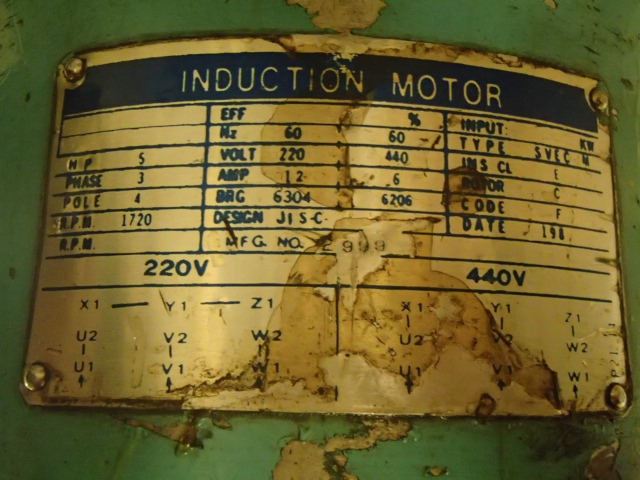 INDUCTION MOTOR
EFF % INPUT: KW
Hz 60 60 TYPE SVEC M
HP 5 VOLT 220 440 INS CL E
PHASE 3 AMP 12 6 ROTOR C
POLE 4 BRG 6304 6206 CODE F
R.P.M. 1720 DESIGN JIS-C DATE 198
R.P.M. MFG. NO. 2999
220V 440V
X1 — Y1 — Z1 X1 Y1 Z1
U2 V2 W2 U2 V2 W2
U1 V1 W1 U1 V1 W1